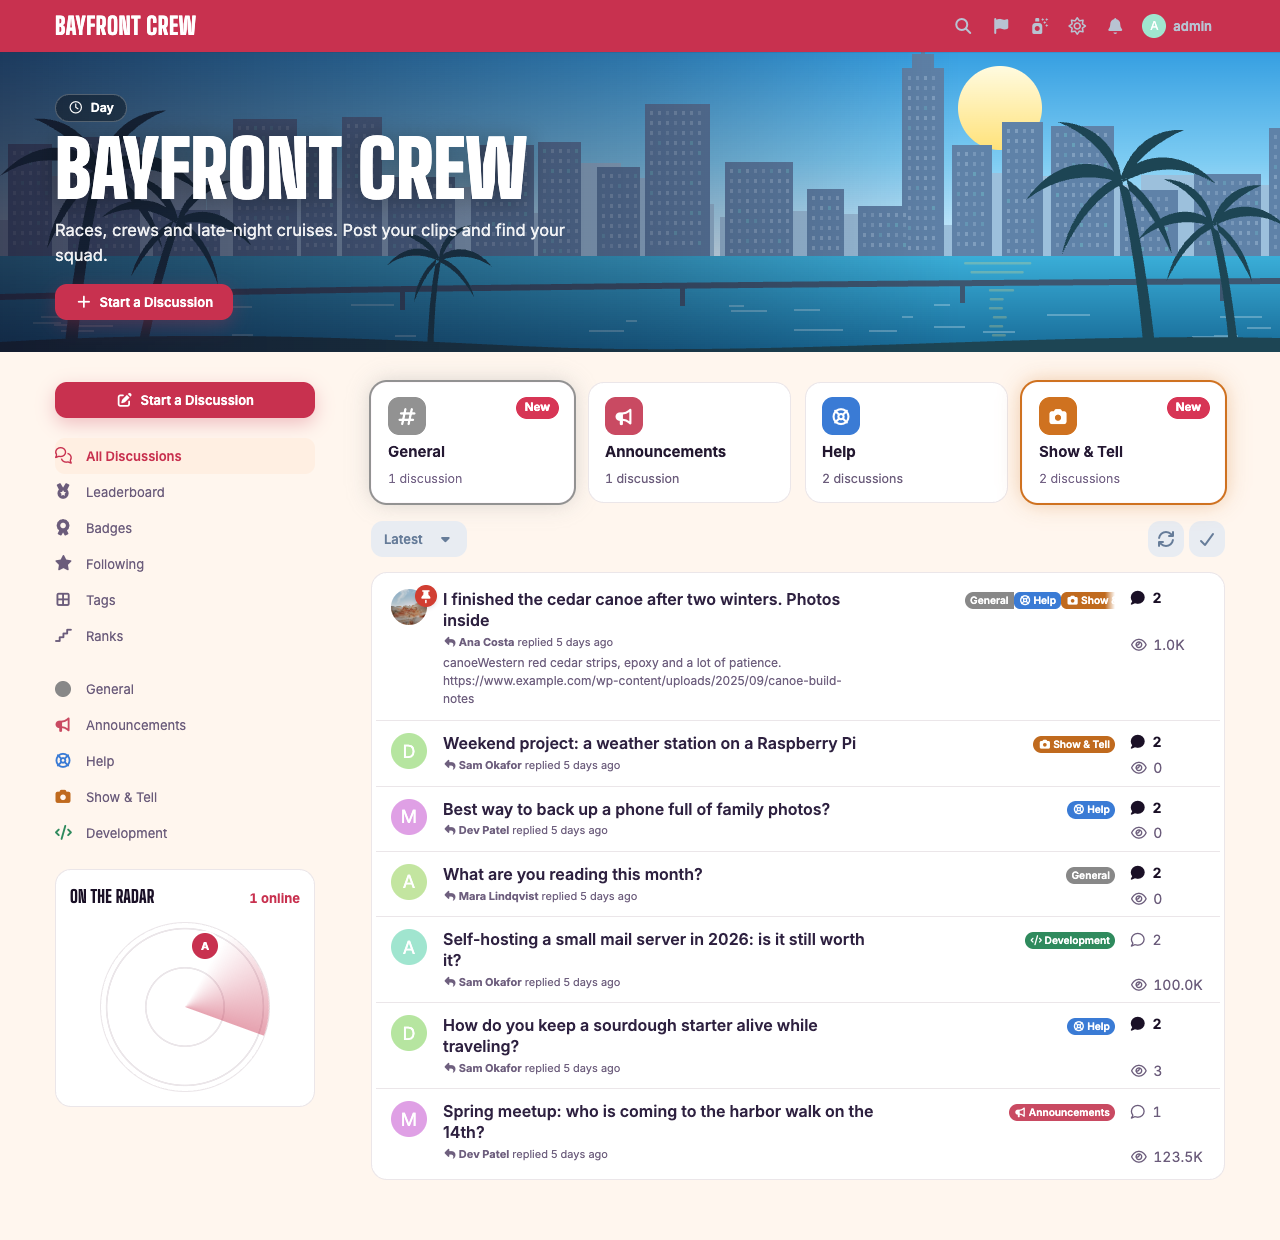 BAYFRONT CREW
A admin
Day
BAYFRONT CREW
Races, crews and late-night cruises. Post your clips and find your
squad.
Start a Discussion
Start a Discussion
All Discussions
Leaderboard
Badges
Following
Tags
Ranks
General
Announcements
Help
Show & Tell
Development
ON THE RADAR
1 online
A
New
General
1 discussion
Announcements
1 discussion
Help
2 discussions
New
Show & Tell
2 discussions
Latest
I finished the cedar canoe after two winters. Photos
inside
Ana Costa replied 5 days ago
canoeWestern red cedar strips, epoxy and a lot of patience.
https://www.example.com/wp-content/uploads/2025/09/canoe-build-
notes
General Help Show
2
1.0K
D
Weekend project: a weather station on a Raspberry Pi
Sam Okafor replied 5 days ago
Show & Tell
2
0
M
Best way to back up a phone full of family photos?
Dev Patel replied 5 days ago
Help
2
0
A
What are you reading this month?
Mara Lindqvist replied 5 days ago
General
2
0
A
Self-hosting a small mail server in 2026: is it still worth
it?
Sam Okafor replied 5 days ago
Development
2
100.0K
D
How do you keep a sourdough starter alive while
traveling?
Sam Okafor replied 5 days ago
Help
2
3
M
Spring meetup: who is coming to the harbor walk on the
14th?
Dev Patel replied 5 days ago
Announcements
1
123.5K